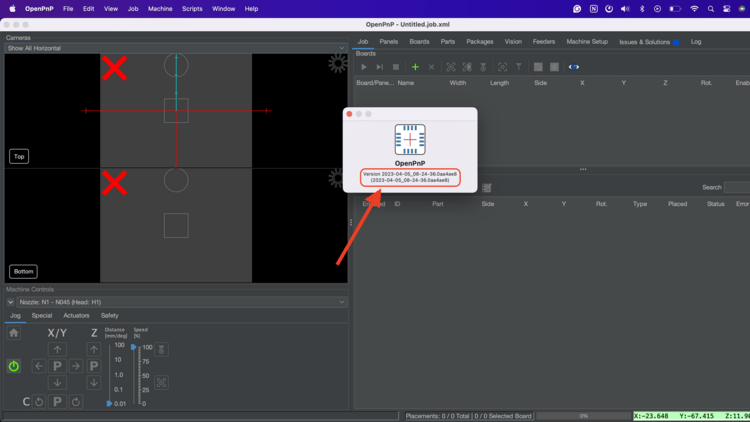 OpenPnP File Edit View Job Machine Scripts Window Help
OpenPnP - Untitled.job.xml
Cameras
Show All Horizontal
Top
Bottom
Machine Controls
Nozzle: N1 - N045 (Head: H1)
Jog Special Actuators Safety
X/Y Z Distance [mm/deg] Speed [%]
100 100
10 75
1.0 50
0.1 25
0.01 0
P P
C P
Job Panels Boards Parts Packages Vision Feeders Machine Setup Issues & Solutions Log
Boards
Board/Pane... Name Width Length Side X Y Z Rot. Enab
OpenPnP
Version 2023-04-05_08-24-36.0aa4ae8
(2023-04-05_08-24-36.0aa4ae8)
Search
Enabled ID Part Side X Y Rot. Type Placed Status Error
Placements: 0 / 0 Total | 0 / 0 Selected Board 0% X:-23.648 Y:-67.415